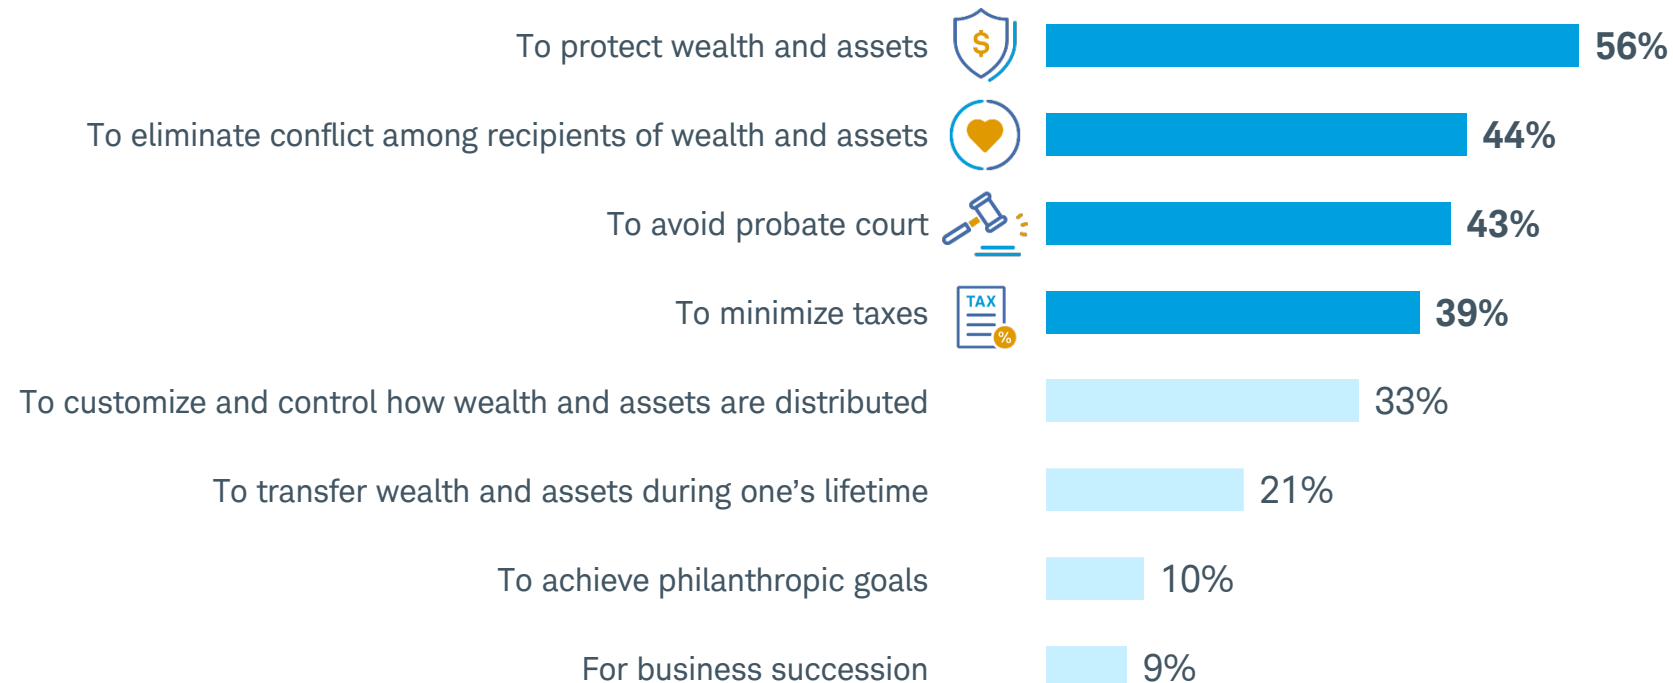 To protect wealth and assets $ 56%
To eliminate conflict among recipients of wealth and assets 44%
To avoid probate court 43%
To minimize taxes TAX % 39%
To customize and control how wealth and assets are distributed 33%
To transfer wealth and assets during one’s lifetime 21%
To achieve philanthropic goals 10%
For business succession 9%